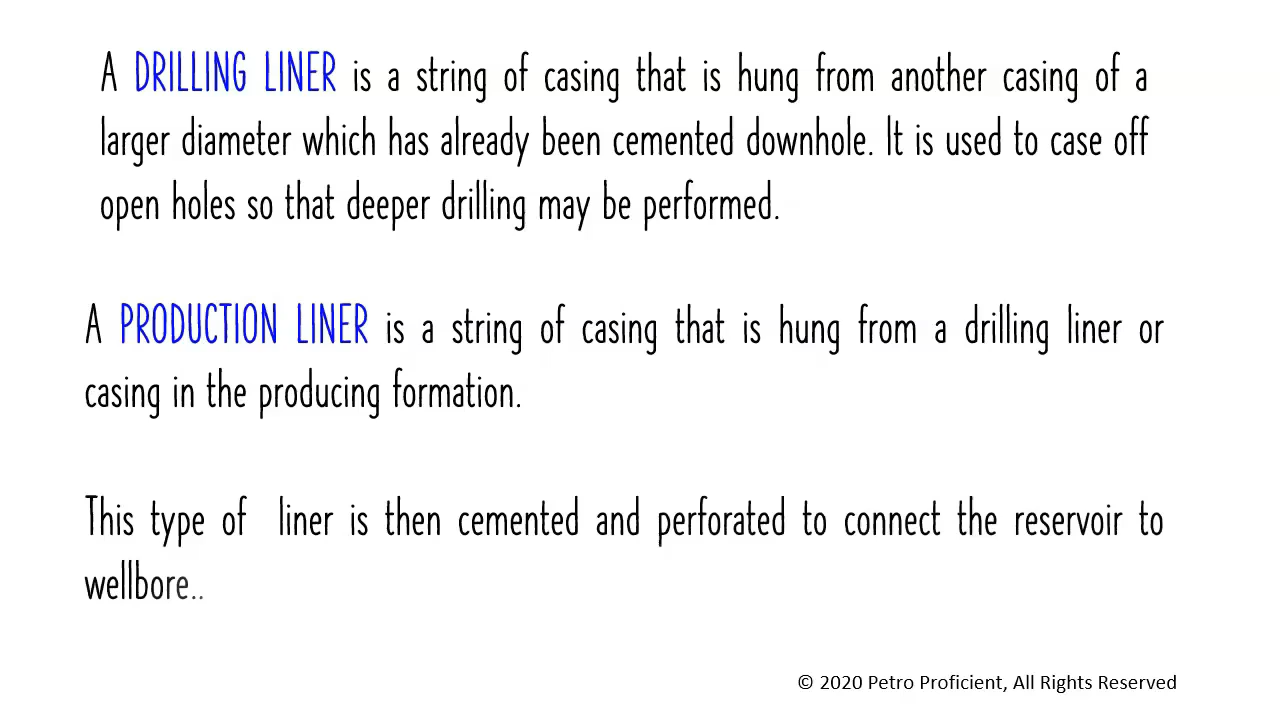 A DRILLING LINER is a string of casing that is hung from another casing of a
larger diameter which has already been cemented downhole. It is used to case off
open holes so that deeper drilling may be performed.
A PRODUCTION LINER is a string of casing that is hung from a drilling liner or
casing in the producing formation.
This type of liner is then cemented and perforated to connect the reservoir to
wellbore..
© 2020 Petro Proficient, All Rights Reserved